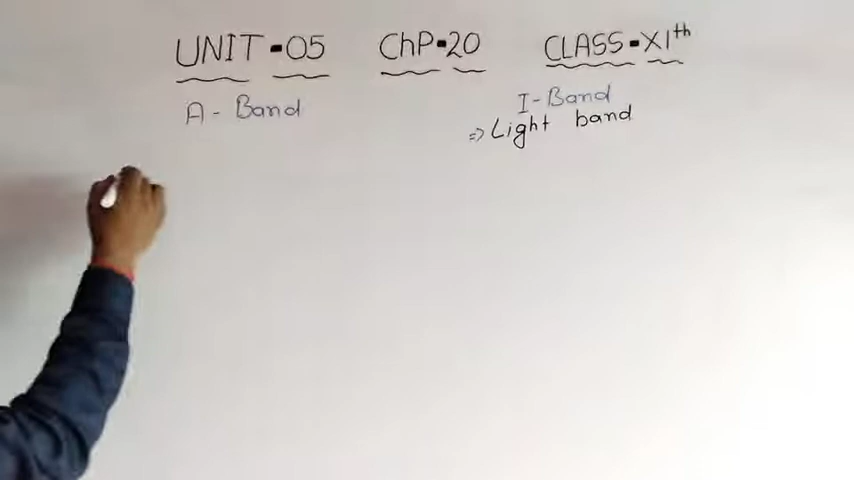 UNIT-05 ChP-20 CLASS-XIth
A - Band I-Band
⇒ Light band